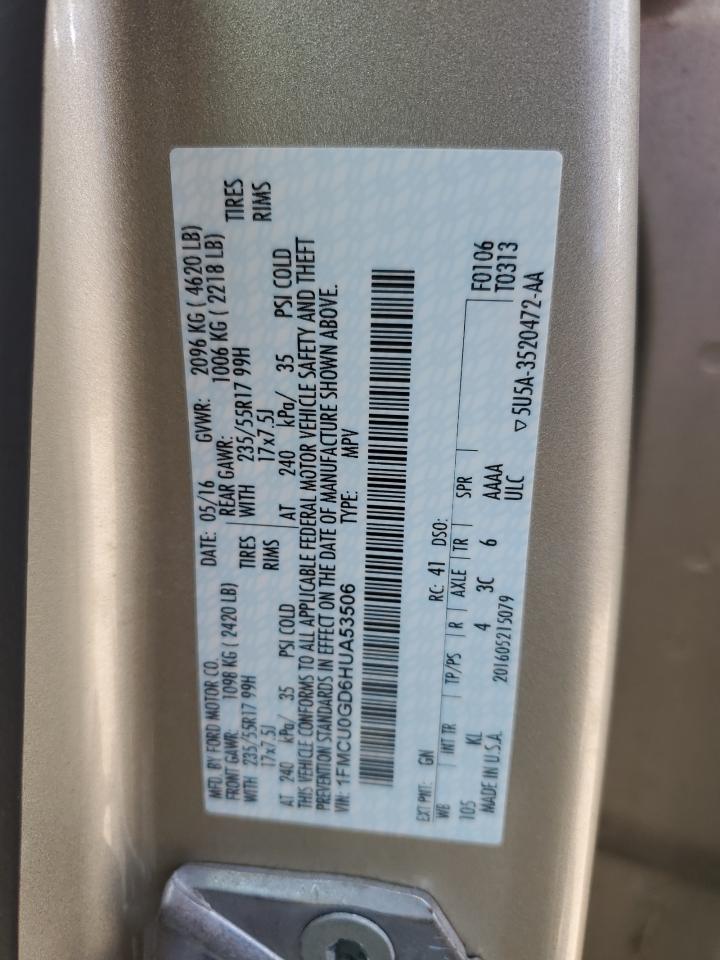 MFD. BY FORD MOTOR CO. DATE: 05/16 GVWR: 2096 KG ( 4620 LB)
FRONT GAWR: 1098 KG ( 2420 LB) REAR GAWR: 1006 KG ( 2218 LB)
WITH 235/55R17 99H TIRES WITH 235/55R17 99H TIRES
17x7.5J RIMS 17x7.5J RIMS
AT 240 kPa/ 35 PSI COLD AT 240 kPa/ 35 PSI COLD
THIS VEHICLE CONFORMS TO ALL APPLICABLE FEDERAL MOTOR VEHICLE SAFETY AND THEFT
PREVENTION STANDARDS IN EFFECT ON THE DATE OF MANUFACTURE SHOWN ABOVE.
VIN: 1FMCU0GD6HUA53506 TYPE: MPV
EXT PNT: GN RC: 41 DSO: F0106
WB INT TR TP/PS R AXLE TR SPR T0313
105 KL 4 3C 6 AAAA
MADE IN U.S.A. 201605215079 ULC
▽5U5A-3520472-AA